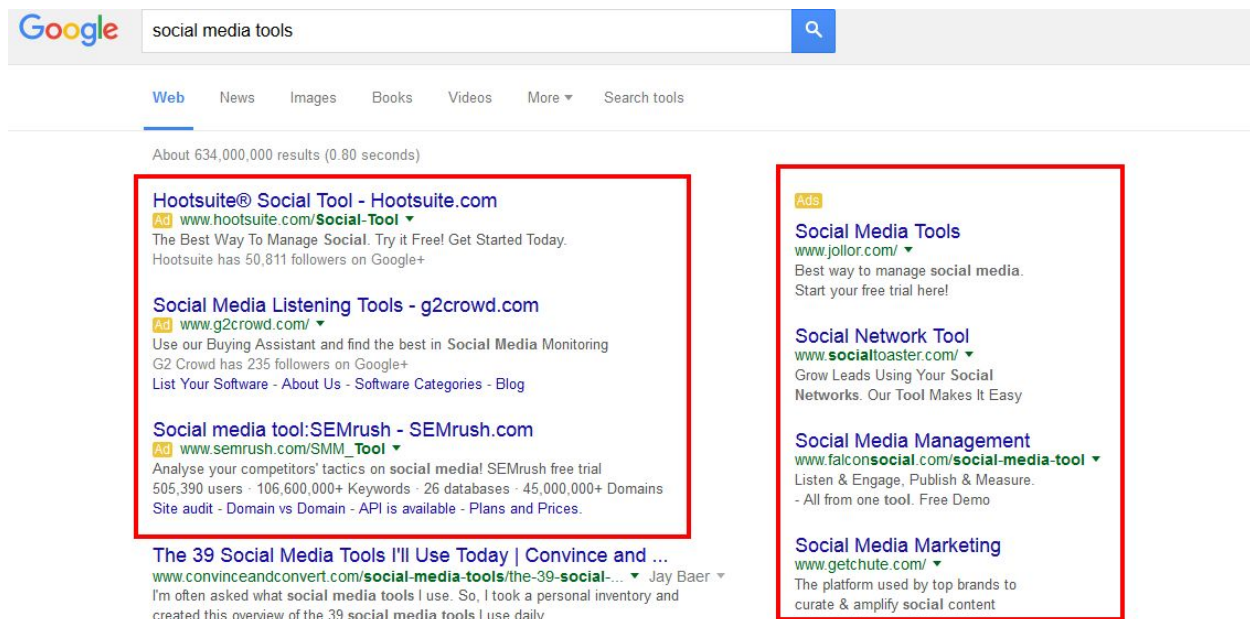 Google
social media tools
Web News Images Books Videos More ▾ Search tools
About 634,000,000 results (0.80 seconds)
Hootsuite® Social Tool - Hootsuite.com
Ad www.hootsuite.com/Social-Tool ▾
The Best Way To Manage Social. Try it Free! Get Started Today.
Hootsuite has 50,811 followers on Google+
Social Media Listening Tools - g2crowd.com
Ad www.g2crowd.com/ ▾
Use our Buying Assistant and find the best in Social Media Monitoring
G2 Crowd has 235 followers on Google+
List Your Software - About Us - Software Categories - Blog
Social media tool:SEMrush - SEMrush.com
Ad www.semrush.com/SMM_Tool ▾
Analyse your competitors' tactics on social media! SEMrush free trial
505,390 users · 106,600,000+ Keywords · 26 databases · 45,000,000+ Domains
Site audit - Domain vs Domain - API is available - Plans and Prices.
The 39 Social Media Tools I'll Use Today | Convince and ...
www.convinceandconvert.com/social-media-tools/the-39-social-... ▾ Jay Baer ▾
I'm often asked what social media tools I use. So, I took a personal inventory and
created this overview of the 39 social media tools I use daily
Ads
Social Media Tools
www.jollor.com/ ▾
Best way to manage social media.
Start your free trial here!
Social Network Tool
www.socialtoaster.com/ ▾
Grow Leads Using Your Social
Networks. Our Tool Makes It Easy
Social Media Management
www.falconsocial.com/social-media-tool ▾
Listen & Engage, Publish & Measure.
- All from one tool. Free Demo
Social Media Marketing
www.getchute.com/ ▾
The platform used by top brands to
curate & amplify social content